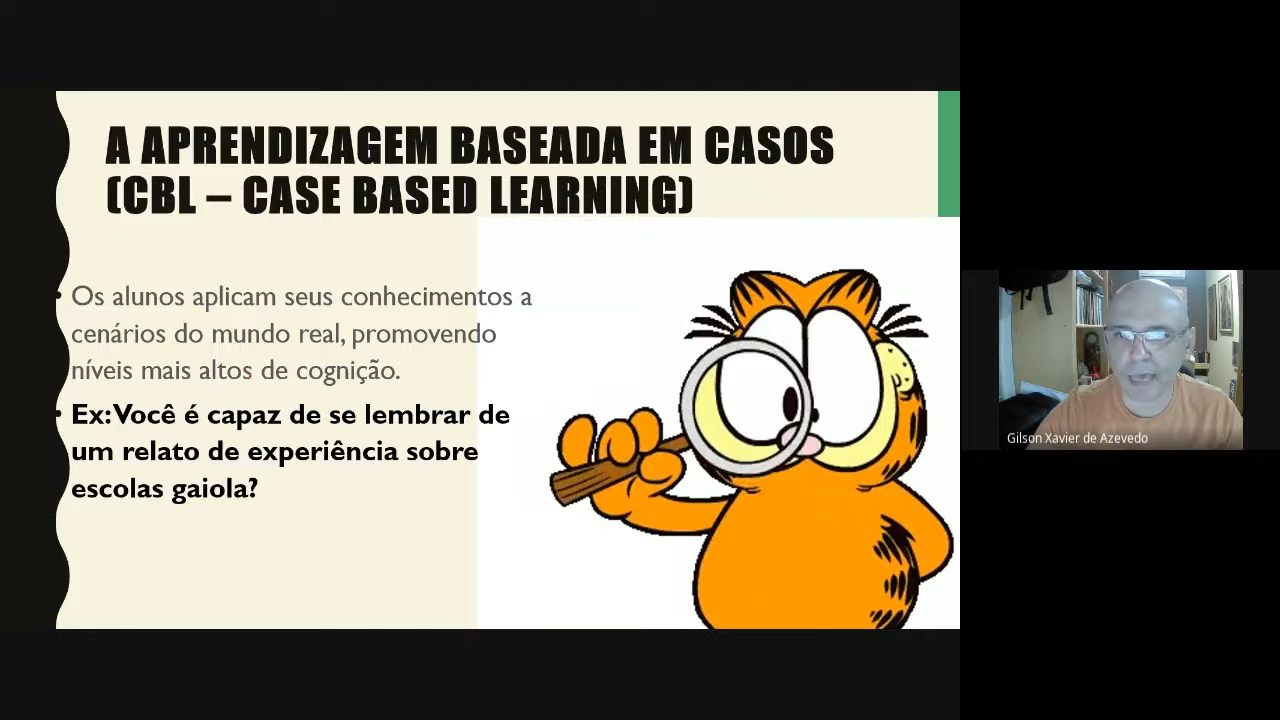 A APRENDIZAGEM BASEADA EM CASOS
(CBL – CASE BASED LEARNING)
• Os alunos aplicam seus conhecimentos a
cenários do mundo real, promovendo
níveis mais altos de cognição.
• Ex: Você é capaz de se lembrar de
um relato de experiência sobre
escolas gaiola?
Gilson Xavier de Azevedo